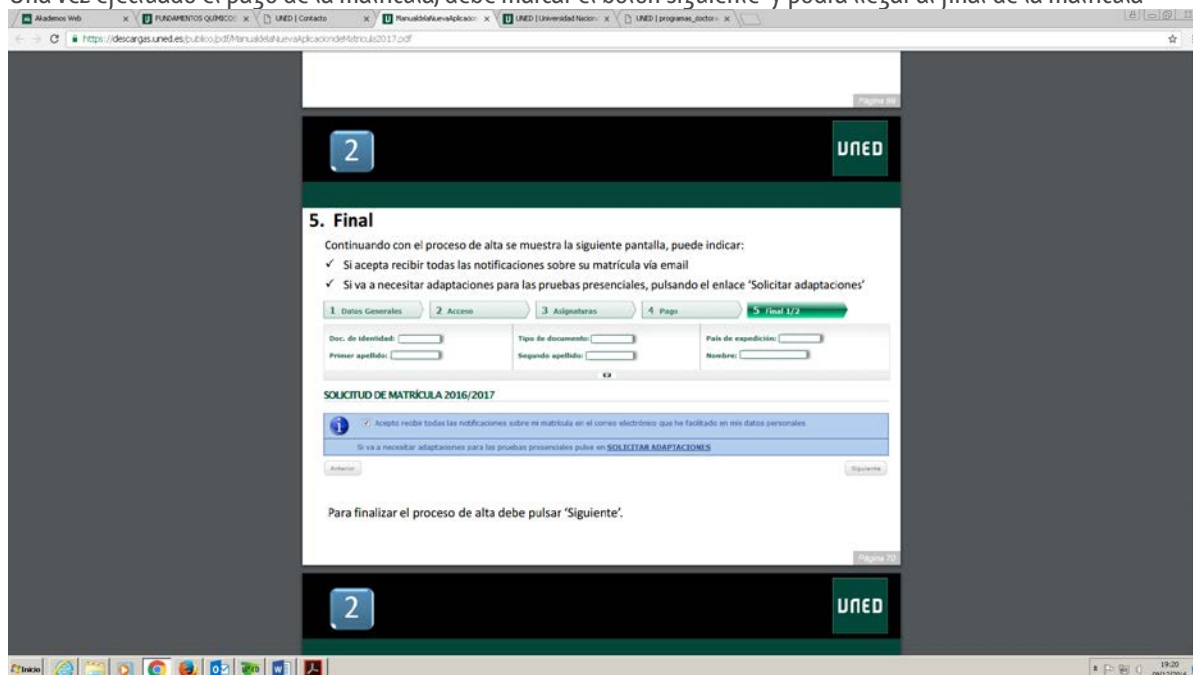 Una vez ejectuado el pago de la matrícula, debe marcar el botón siguiente y podrá llegar al final de la matrícula
Akademos Web
FUNDAMENTOS QUÍMICOS
UNED | Contacto
ManualdelaNuevaAplicacion
UNED | Universidad Nacion
UNED | programas_doctor
https://descargas.uned.es/publico/pdf/ManualdelaNuevaAplicaciondeMatricula2017.pdf
Página 69
2
UNED
5. Final
Continuando con el proceso de alta se muestra la siguiente pantalla, puede indicar:
✓ Si acepta recibir todas las notificaciones sobre su matrícula vía email
✓ Si va a necesitar adaptaciones para las pruebas presenciales, pulsando el enlace 'Solicitar adaptaciones'
1 Datos Generales
2 Acceso
3 Asignaturas
4 Pago
5 Final 1/2
Doc. de identidad:
Tipo de documento:
País de expedición:
Primer apellido:
Segundo apellido:
Nombre:
SOLICITUD DE MATRÍCULA 2016/2017
Acepto recibir todas las notificaciones sobre mi matrícula en el correo electrónico que he facilitado en mis datos personales
Si va a necesitar adaptaciones para las pruebas presenciales pulse en SOLICITAR ADAPTACIONES
Anterior
Siguiente
Para finalizar el proceso de alta debe pulsar 'Siguiente'.
Página 70
2
UNED
Inicio
19:20